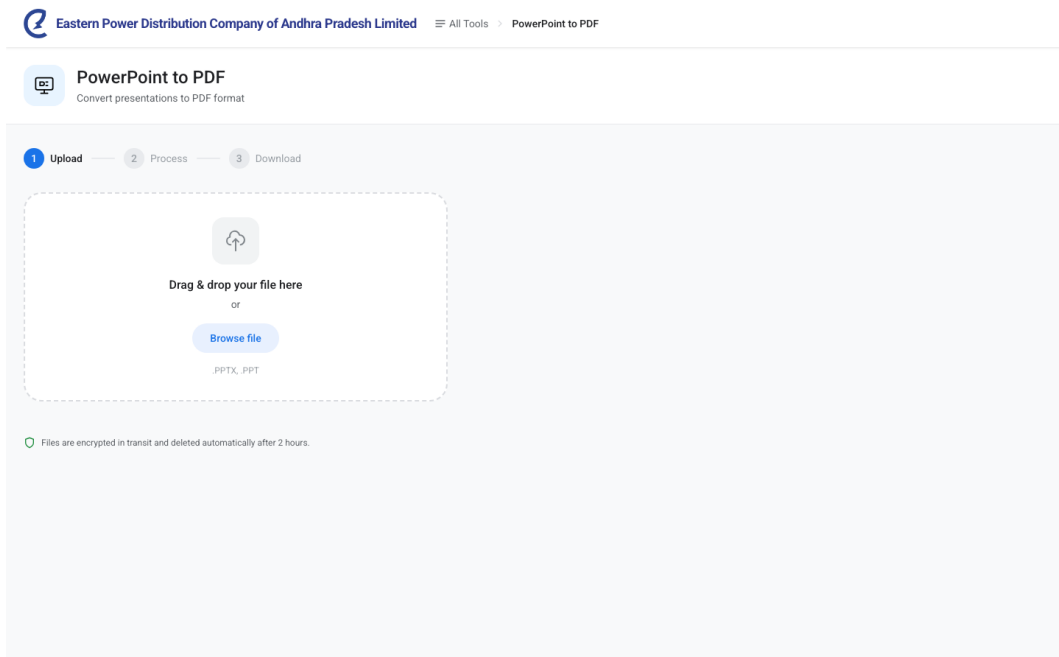 Eastern Power Distribution Company of Andhra Pradesh Limited All Tools PowerPoint to PDF
PowerPoint to PDF
Convert presentations to PDF format
1 Upload 2 Process 3 Download
Drag & drop your file here
or
Browse file
.PPTX, .PPT
Files are encrypted in transit and deleted automatically after 2 hours.